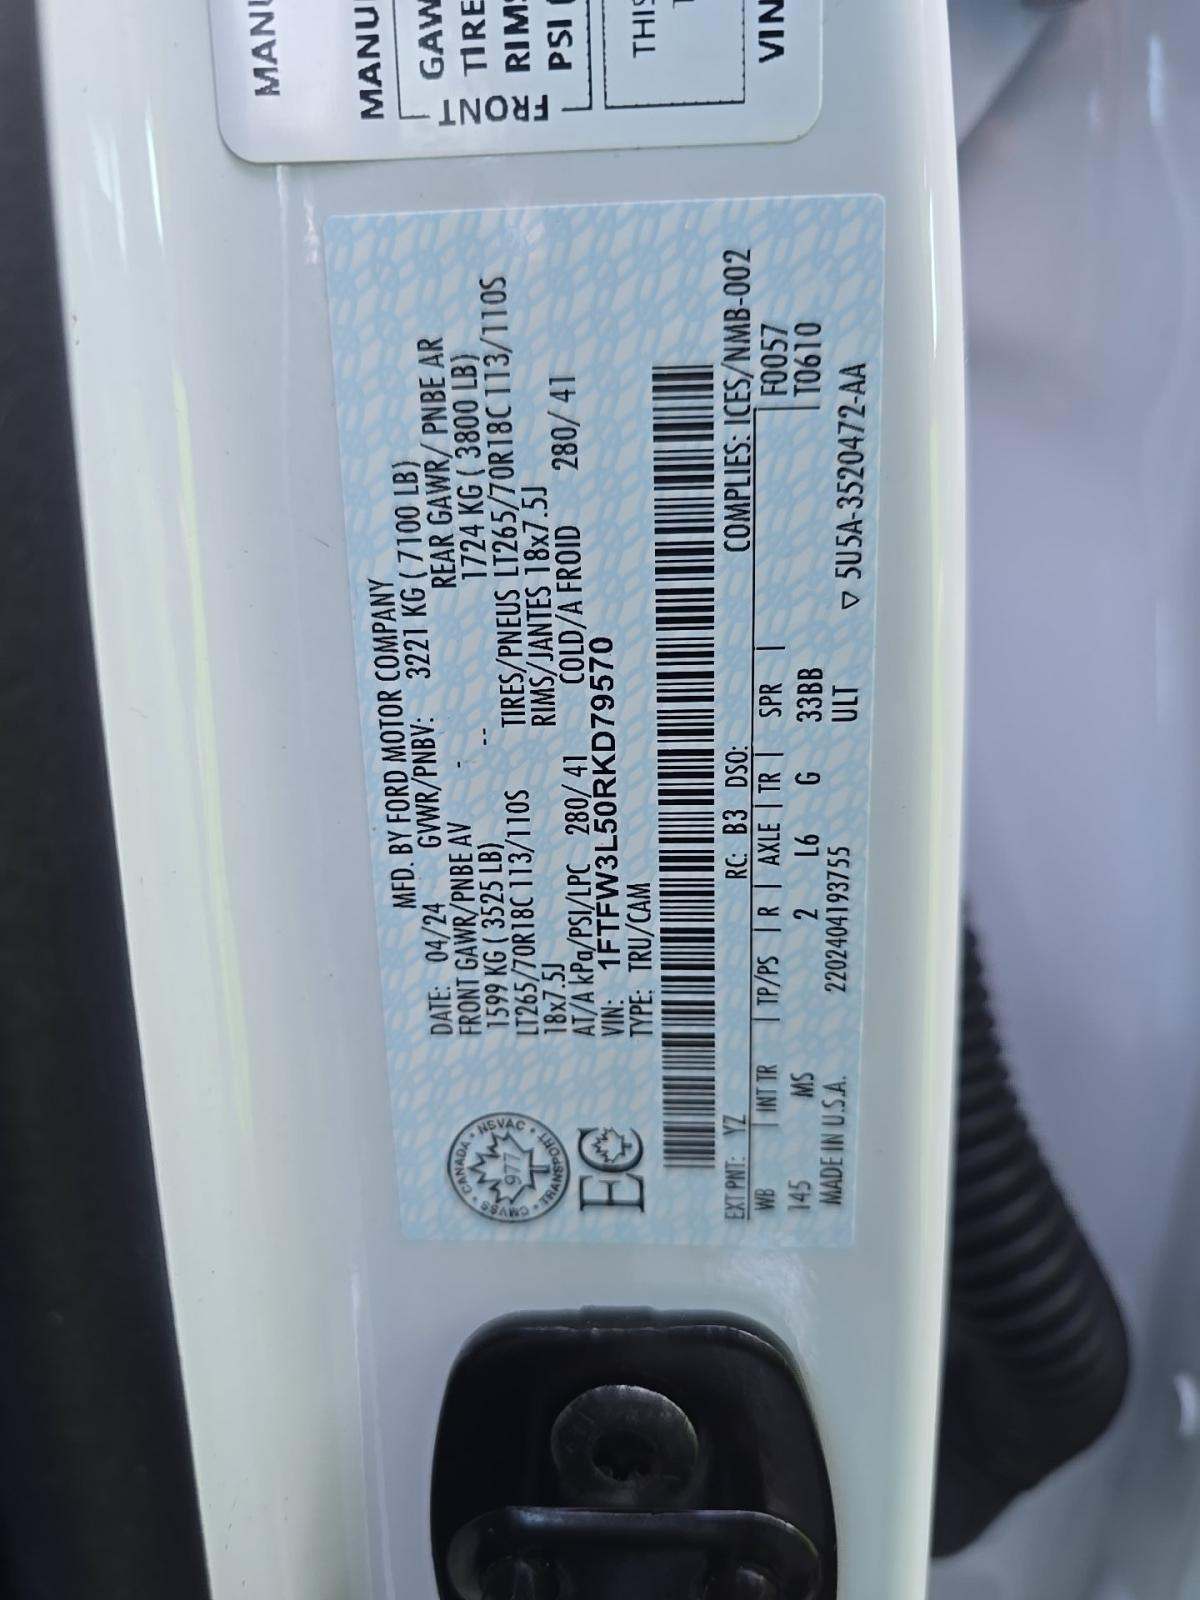 MANU
MANU
GAW
TIRE
RIMS
PSI
FRONT
THIS
VIN
MFD. BY FORD MOTOR COMPANY
DATE: 04/24 GVWR/PNBV: 3221 KG ( 7100 LB)
FRONT GAWR/PNBE AV - REAR GAWR/ PNBE AR
1599 KG ( 3525 LB) -- 1724 KG ( 3800 LB)
LT265/70R18C 113/110S TIRES/PNEUS LT265/70R18C 113/110S
18x7.5J RIMS/JANTES 18x7.5J
AT/A kPa/PSI/LPC 280/ 41 COLD/A FROID 280/ 41
VIN: 1FTFW3L50RKD79570
TYPE: TRU/CAM
CANADA • NSVAC • TRANSPORT • CMVSS •
977
EC
EXT PNT: YZ RC: B3 DSO: COMPLIES: ICES/NMB-002
WB | INT TR | TP/PS | R | AXLE | TR | SPR | F0057
145 MS 2 L6 G 33BB | T0610
MADE IN U.S.A. 2202404193755 ULT ▽ 5U5A-3520472-AA